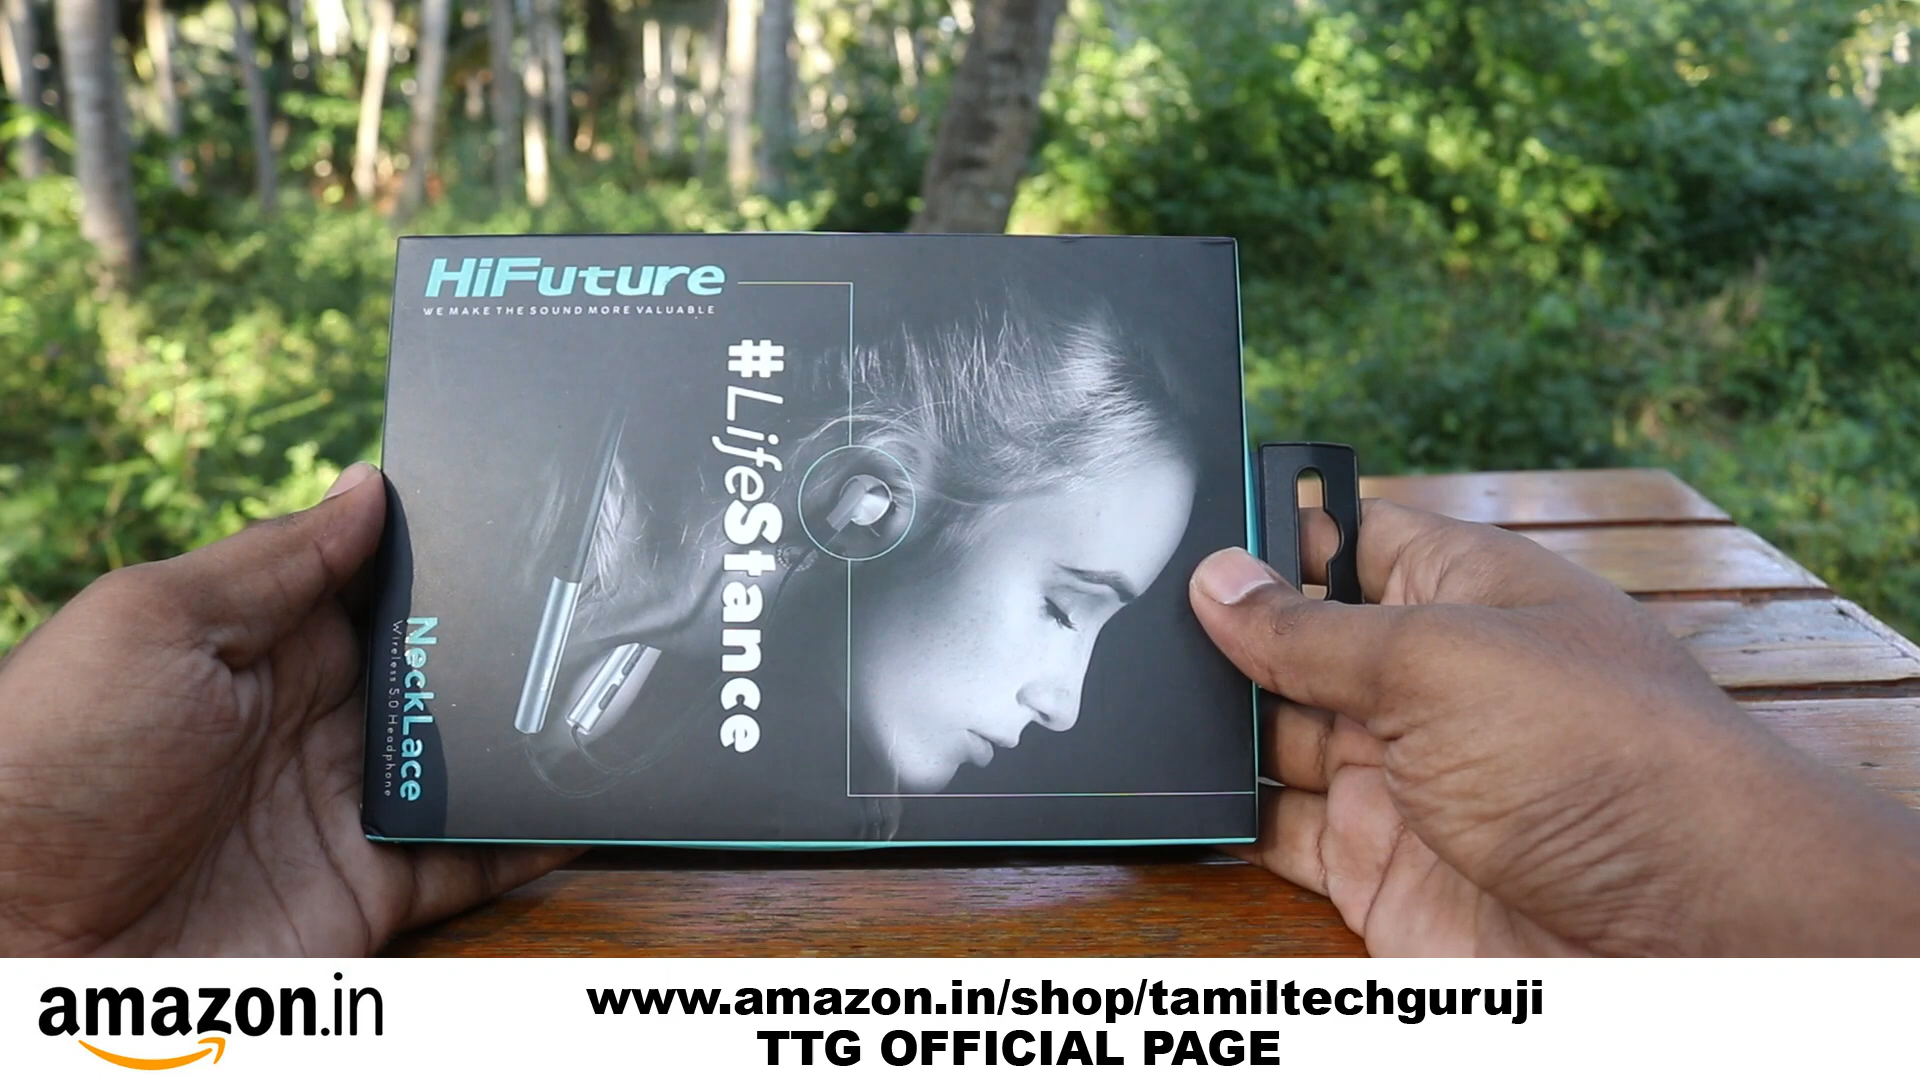 HiFuture
WE MAKE THE SOUND MORE VALUABLE
#LifeStance
NeckLace
Wireless 5.0 Headphone
amazon.in
www.amazon.in/shop/tamiltechguruji
TTG OFFICIAL PAGE